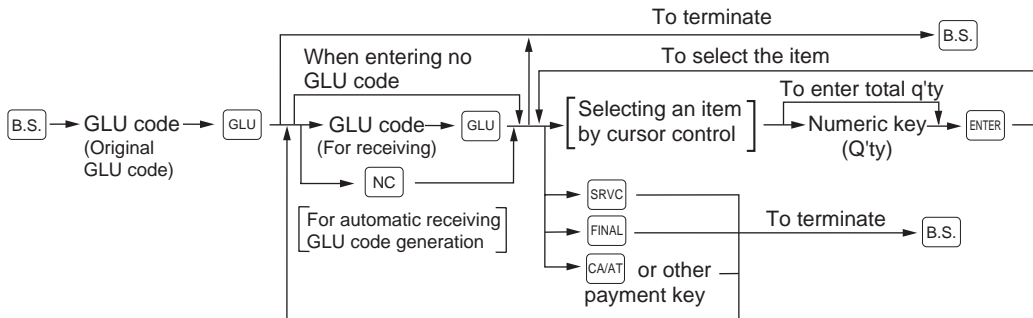 To terminate
B.S.
When entering no
GLU code
To select the item
B.S.
GLU code
(Original
GLU code)
GLU
GLU code
(For receiving)
GLU
Selecting an item
by cursor control
To enter total q'ty
Numeric key
(Q'ty)
ENTER
NC
For automatic receiving
GLU code generation
SRVC
FINAL
To terminate
B.S.
CA/AT or other
payment key